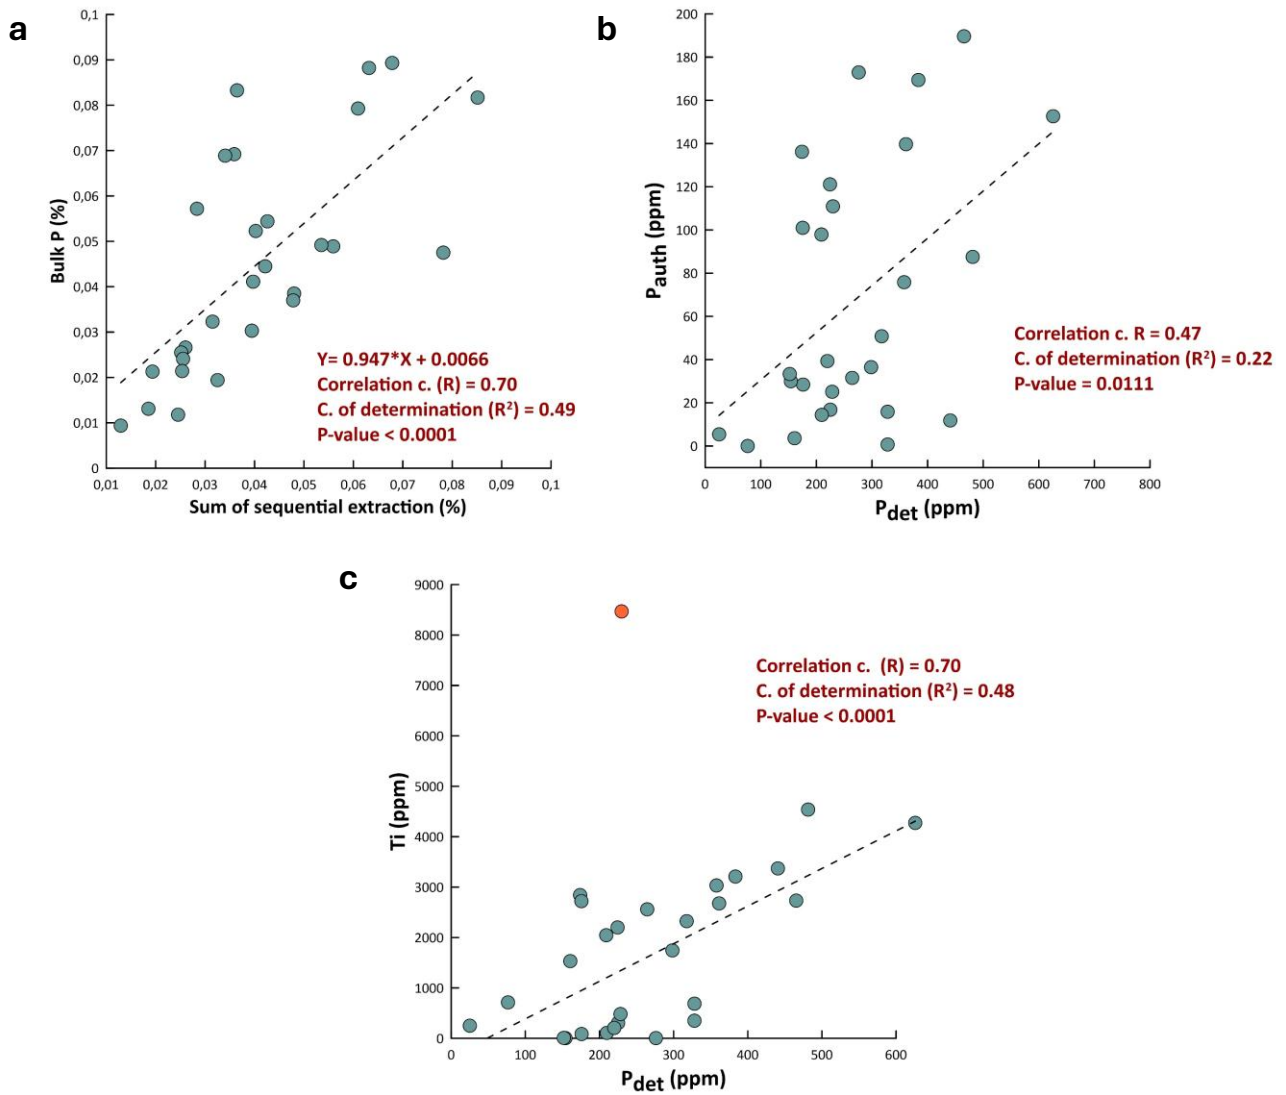 a
0,1
0,09
0,08
0,07
0,06
0,05
0,04
0,03
0,02
0,01
0
Bulk P (%)
Y= 0.947*X + 0.0066
Correlation c. (R) = 0.70
C. of determination (R²) = 0.49
P-value < 0.0001
0,01 0,02 0,03 0,04 0,05 0,06 0,07 0,08 0,09 0,1
Sum of sequential extraction (%)
b
200
180
160
140
120
100
80
60
40
20
0
Pauth (ppm)
Correlation c. R = 0.47
C. of determination (R²) = 0.22
P-value = 0.0111
0 100 200 300 400 500 600 700 800
Pdet (ppm)
c
9000
8000
7000
6000
5000
4000
3000
2000
1000
0
Ti (ppm)
Correlation c. (R) = 0.70
C. of determination (R²) = 0.48
P-value < 0.0001
0 100 200 300 400 500 600
Pdet (ppm)